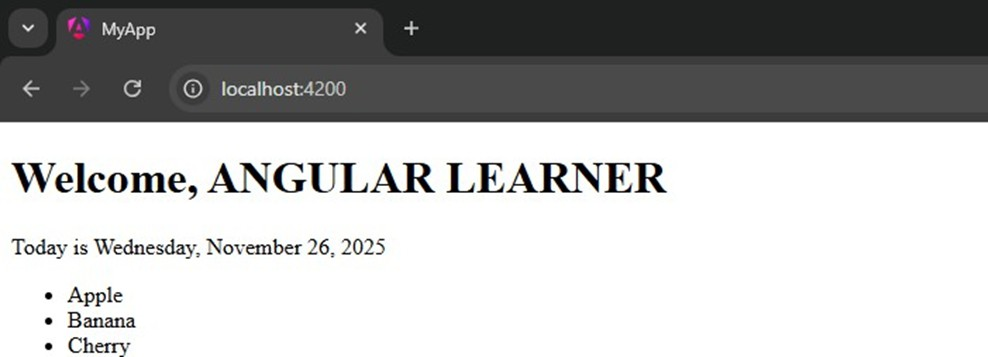 MyApp
localhost:4200
Welcome, ANGULAR LEARNER
Today is Wednesday, November 26, 2025
Apple
Banana
Cherry